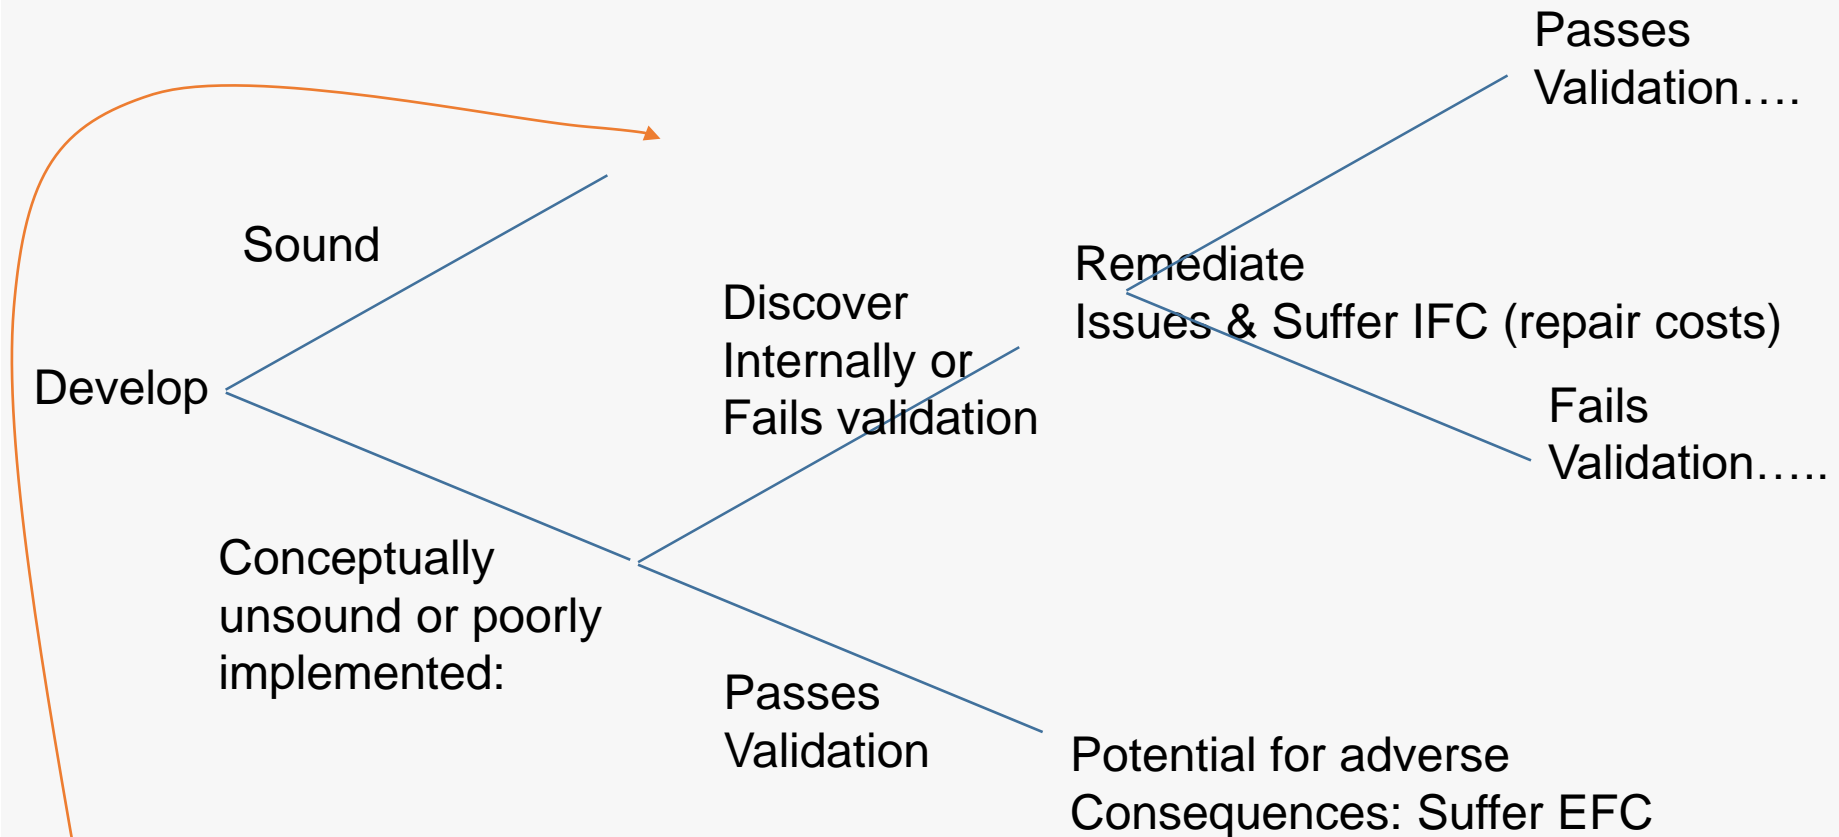 Passes
Validation….
Sound
Remediate
Issues & Suffer IFC (repair costs)
Discover
Internally or
Fails validation
Develop
Fails
Validation…..
Conceptually
unsound or poorly
implemented:
Passes
Validation
Potential for adverse
Consequences: Suffer EFC